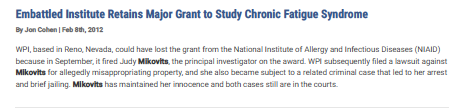 Embattled Institute Retains Major Grant to Study Chronic Fatigue Syndrome
By Jon Cohen | Feb 8th, 2012
WPI, based in Reno, Nevada, could have lost the grant from the National Institute of Allergy and Infectious Diseases (NIAID)
because in September, it fired Judy Mikovits, the principal investigator on the award. WPI subsequently filed a lawsuit against
Mikovits for allegedly misappropriating property, and she also became subject to a related criminal case that led to her arrest
and brief jailing. Mikovits has maintained her innocence and both cases still are in the courts.